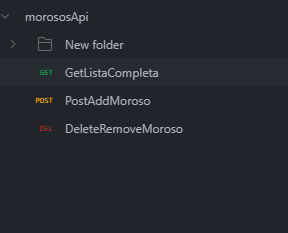 morososApi
New folder
GET GetListaCompleta
POST PostAddMoroso
DEL DeleteRemoveMoroso